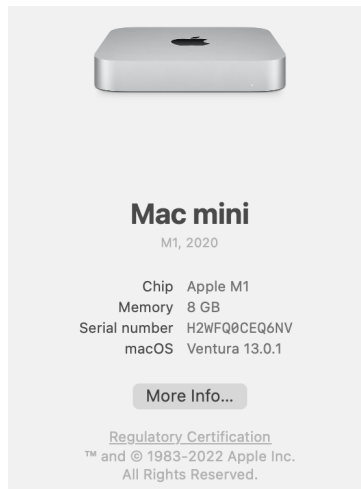 Mac mini
M1, 2020
Chip Apple M1
Memory 8 GB
Serial number H2WFQ0CEQ6NV
macOS Ventura 13.0.1
More Info...
Regulatory Certification
™ and © 1983-2022 Apple Inc.
All Rights Reserved.